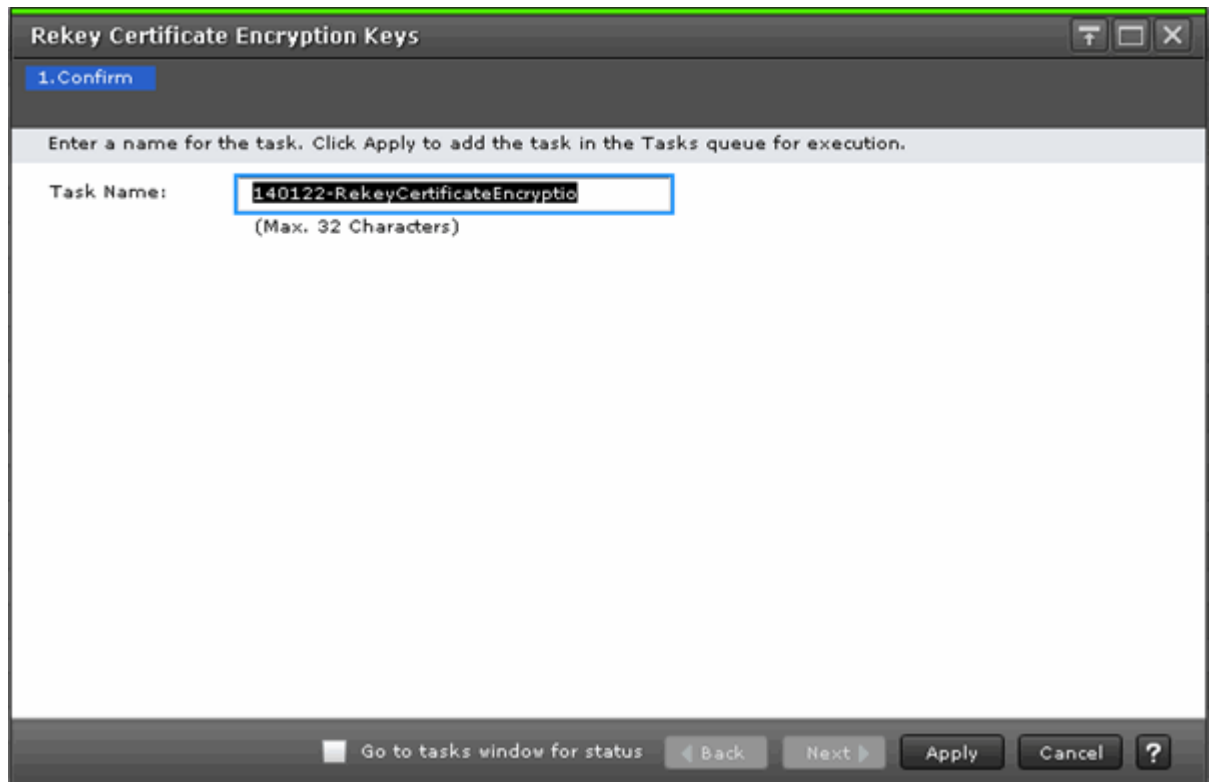 Rekey Certificate Encryption Keys
1.Confirm
Enter a name for the task. Click Apply to add the task in the Tasks queue for execution.
Task Name: 140122-RekeyCertificateEncryptio
(Max. 32 Characters)
Go to tasks window for status Back Next Apply Cancel ?